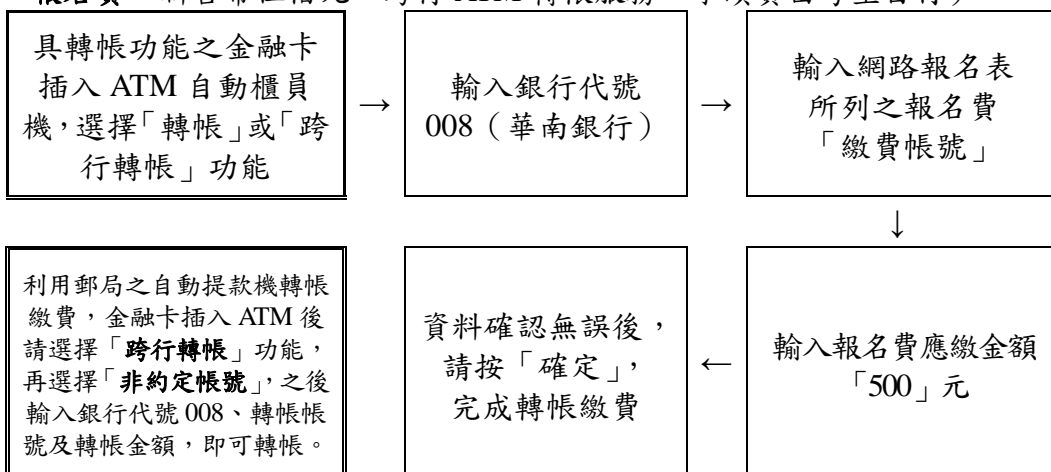 具轉帳功能之金融卡
插入 ATM 自動櫃員
機，選擇「轉帳」或「跨
行轉帳」功能
→
輸入銀行代號
008（華南銀行）
→
輸入網路報名表
所列之報名費
「繳費帳號」
↓
輸入報名費應繳金額
「500」元
←
資料確認無誤後，
請按「確定」，
完成轉帳繳費
利用郵局之自動提款機轉帳
繳費，金融卡插入 ATM 後
請選擇「跨行轉帳」功能，
再選擇「非約定帳號」，之後
輸入銀行代號 008、轉帳帳
號及轉帳金額，即可轉帳。